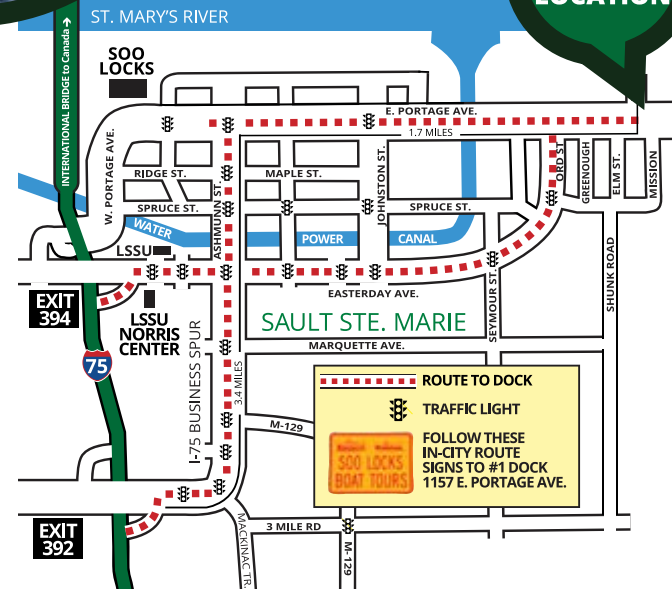 LOCATION
ST. MARY'S RIVER
INTERNATIONAL BRIDGE to Canada →
SOO
LOCKS
E. PORTAGE AVE.
1.7 MILES
W. PORTAGE AVE.
RIDGE ST.
MAPLE ST.
JOHNSTON ST.
ORD ST
GREENOUGH
ELM ST.
MISSION
SPRUCE ST.
SPRUCE ST.
ASHMUNN ST.
WATER
POWER
CANAL
LSSU
EASTERDAY AVE.
SEYMOUR ST.
SHUNK ROAD
EXIT
394
LSSU
NORRIS
CENTER
SAULT STE. MARIE
MARQUETTE AVE.
75
I-75 BUSINESS SPUR
3.4 MILES
M-129
ROUTE TO DOCK
TRAFFIC LIGHT
SOO LOCKS
BOAT TOURS
FOLLOW THESE
IN-CITY ROUTE
SIGNS TO #1 DOCK
1157 E. PORTAGE AVE.
EXIT
392
MACKINAC TR.
3 MILE RD
M-129